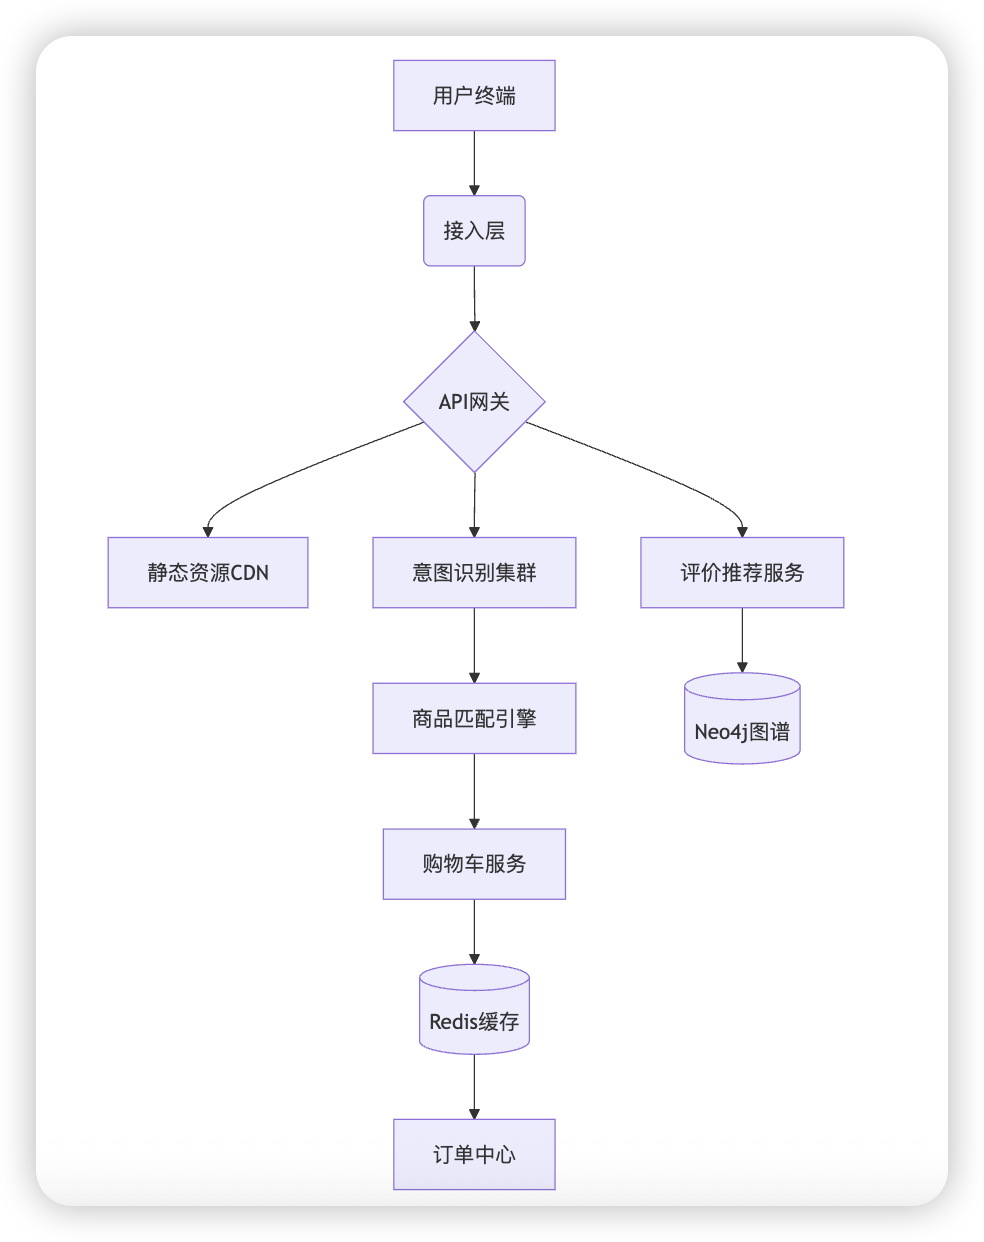 用户终端
接入层
API网关
静态资源CDN
意图识别集群
评价推荐服务
商品匹配引擎
Neo4j图谱
购物车服务
Redis缓存
订单中心